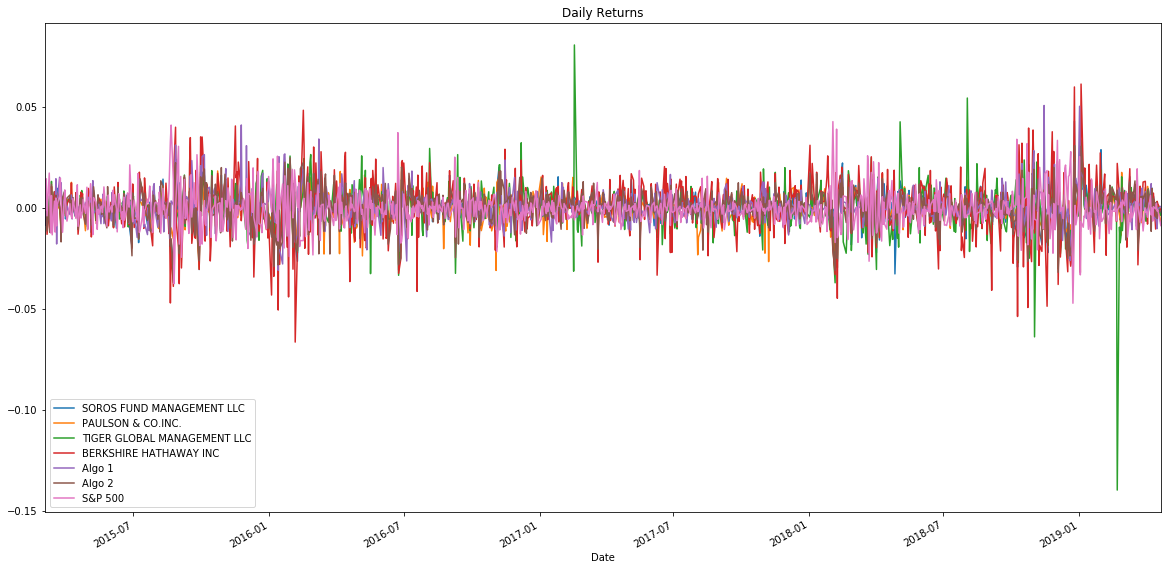 Daily Returns
0.05
0.00
−0.05
−0.10
−0.15
SOROS FUND MANAGEMENT LLC
PAULSON & CO.INC.
TIGER GLOBAL MANAGEMENT LLC
BERKSHIRE HATHAWAY INC
Algo 1
Algo 2
S&P 500
2015-07
2016-01
2016-07
2017-01
2017-07
2018-01
2018-07
2019-01
Date